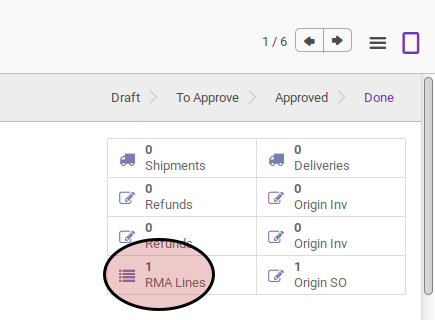 1 / 6
Draft To Approve Approved Done
0 0
Shipments Deliveries
0 0
Refunds Origin Inv
0 0
Refunds Origin Inv
1 1
RMA Lines Origin SO